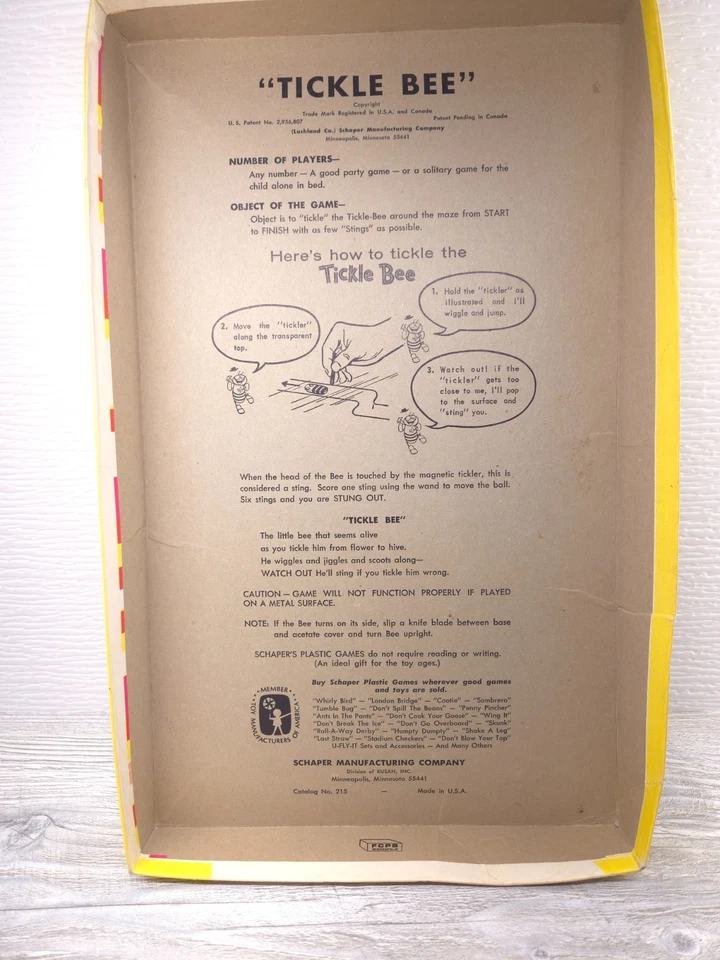 "TICKLE BEE"
Copyright
Trade Mark Registered in U.S.A. and Canada
U. S. Patent No. 2,956,807 Patent Pending in Canada
(Lashland Co.) Schaper Manufacturing Company
Minneapolis, Minnesota 55441
NUMBER OF PLAYERS—
Any number — A good party game — or a solitary game for the
child alone in bed.
OBJECT OF THE GAME—
Object is to "tickle" the Tickle-Bee around the maze from START
to FINISH with as few "Stings" as possible.
Here's how to tickle the
Tickle Bee
1. Hold the "tickler" as
illustrated and I'll
wiggle and jump.
2. Move the "tickler"
along the transparent
top.
3. Watch out! if the
"tickler" gets too
close to me, I'll pop
to the surface and
"sting" you.
When the head of the Bee is touched by the magnetic tickler, this is
considered a sting. Score one sting using the wand to move the ball.
Six stings and you are STUNG OUT.
"TICKLE BEE"
The little bee that seems alive
as you tickle him from flower to hive.
He wiggles and jiggles and scoots along—
WATCH OUT He'll sting if you tickle him wrong.
CAUTION — GAME WILL NOT FUNCTION PROPERLY IF PLAYED
ON A METAL SURFACE.
NOTE: If the Bee turns on its side, slip a knife blade between base
and acetate cover and turn Bee upright.
SCHAPER'S PLASTIC GAMES do not require reading or writing.
(An ideal gift for the toy ages.)
• MEMBER •
TOY MANUFACTURERS OF AMERICA
Buy Schaper Plastic Games wherever good games
and toys are sold.
"Whirly Bird" — "London Bridge" — "Cootie" — "Sombrero"
"Tumble Bug" — "Don't Spill The Beans" — "Penny Pincher"
"Ants In The Pants" — "Don't Cook Your Goose" — "Wing It"
"Don't Break The Ice" — "Don't Go Overboard" — "Skunk"
"Roll-A-Way Derby" — "Humpty Dumpty" — "Shake A Leg"
"Last Straw" — "Stadium Checkers" — "Don't Blow Your Top"
U-FLY-IT Sets and Accessories — And Many Others
SCHAPER MANUFACTURING COMPANY
Division of KUSAN, INC.
Minneapolis, Minnesota 55441
Catalog No. 215 — Made in U.S.A.
FCPB